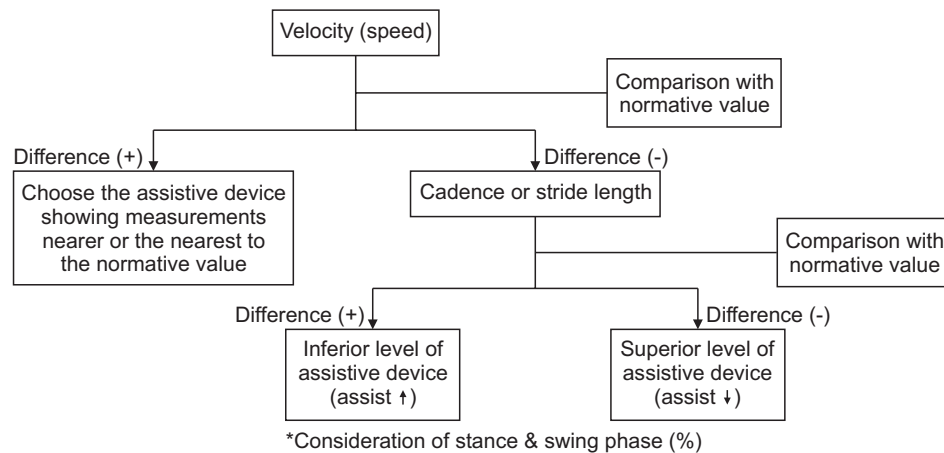 Velocity (speed)
Comparison with
normative value
Difference (+)
Difference (-)
Choose the assistive device
showing measurements
nearer or the nearest to
the normative value
Cadence or stride length
Comparison with
normative value
Difference (+)
Difference (-)
Inferior level of
assistive device
(assist ↑)
Superior level of
assistive device
(assist ↓)
*Consideration of stance & swing phase (%)